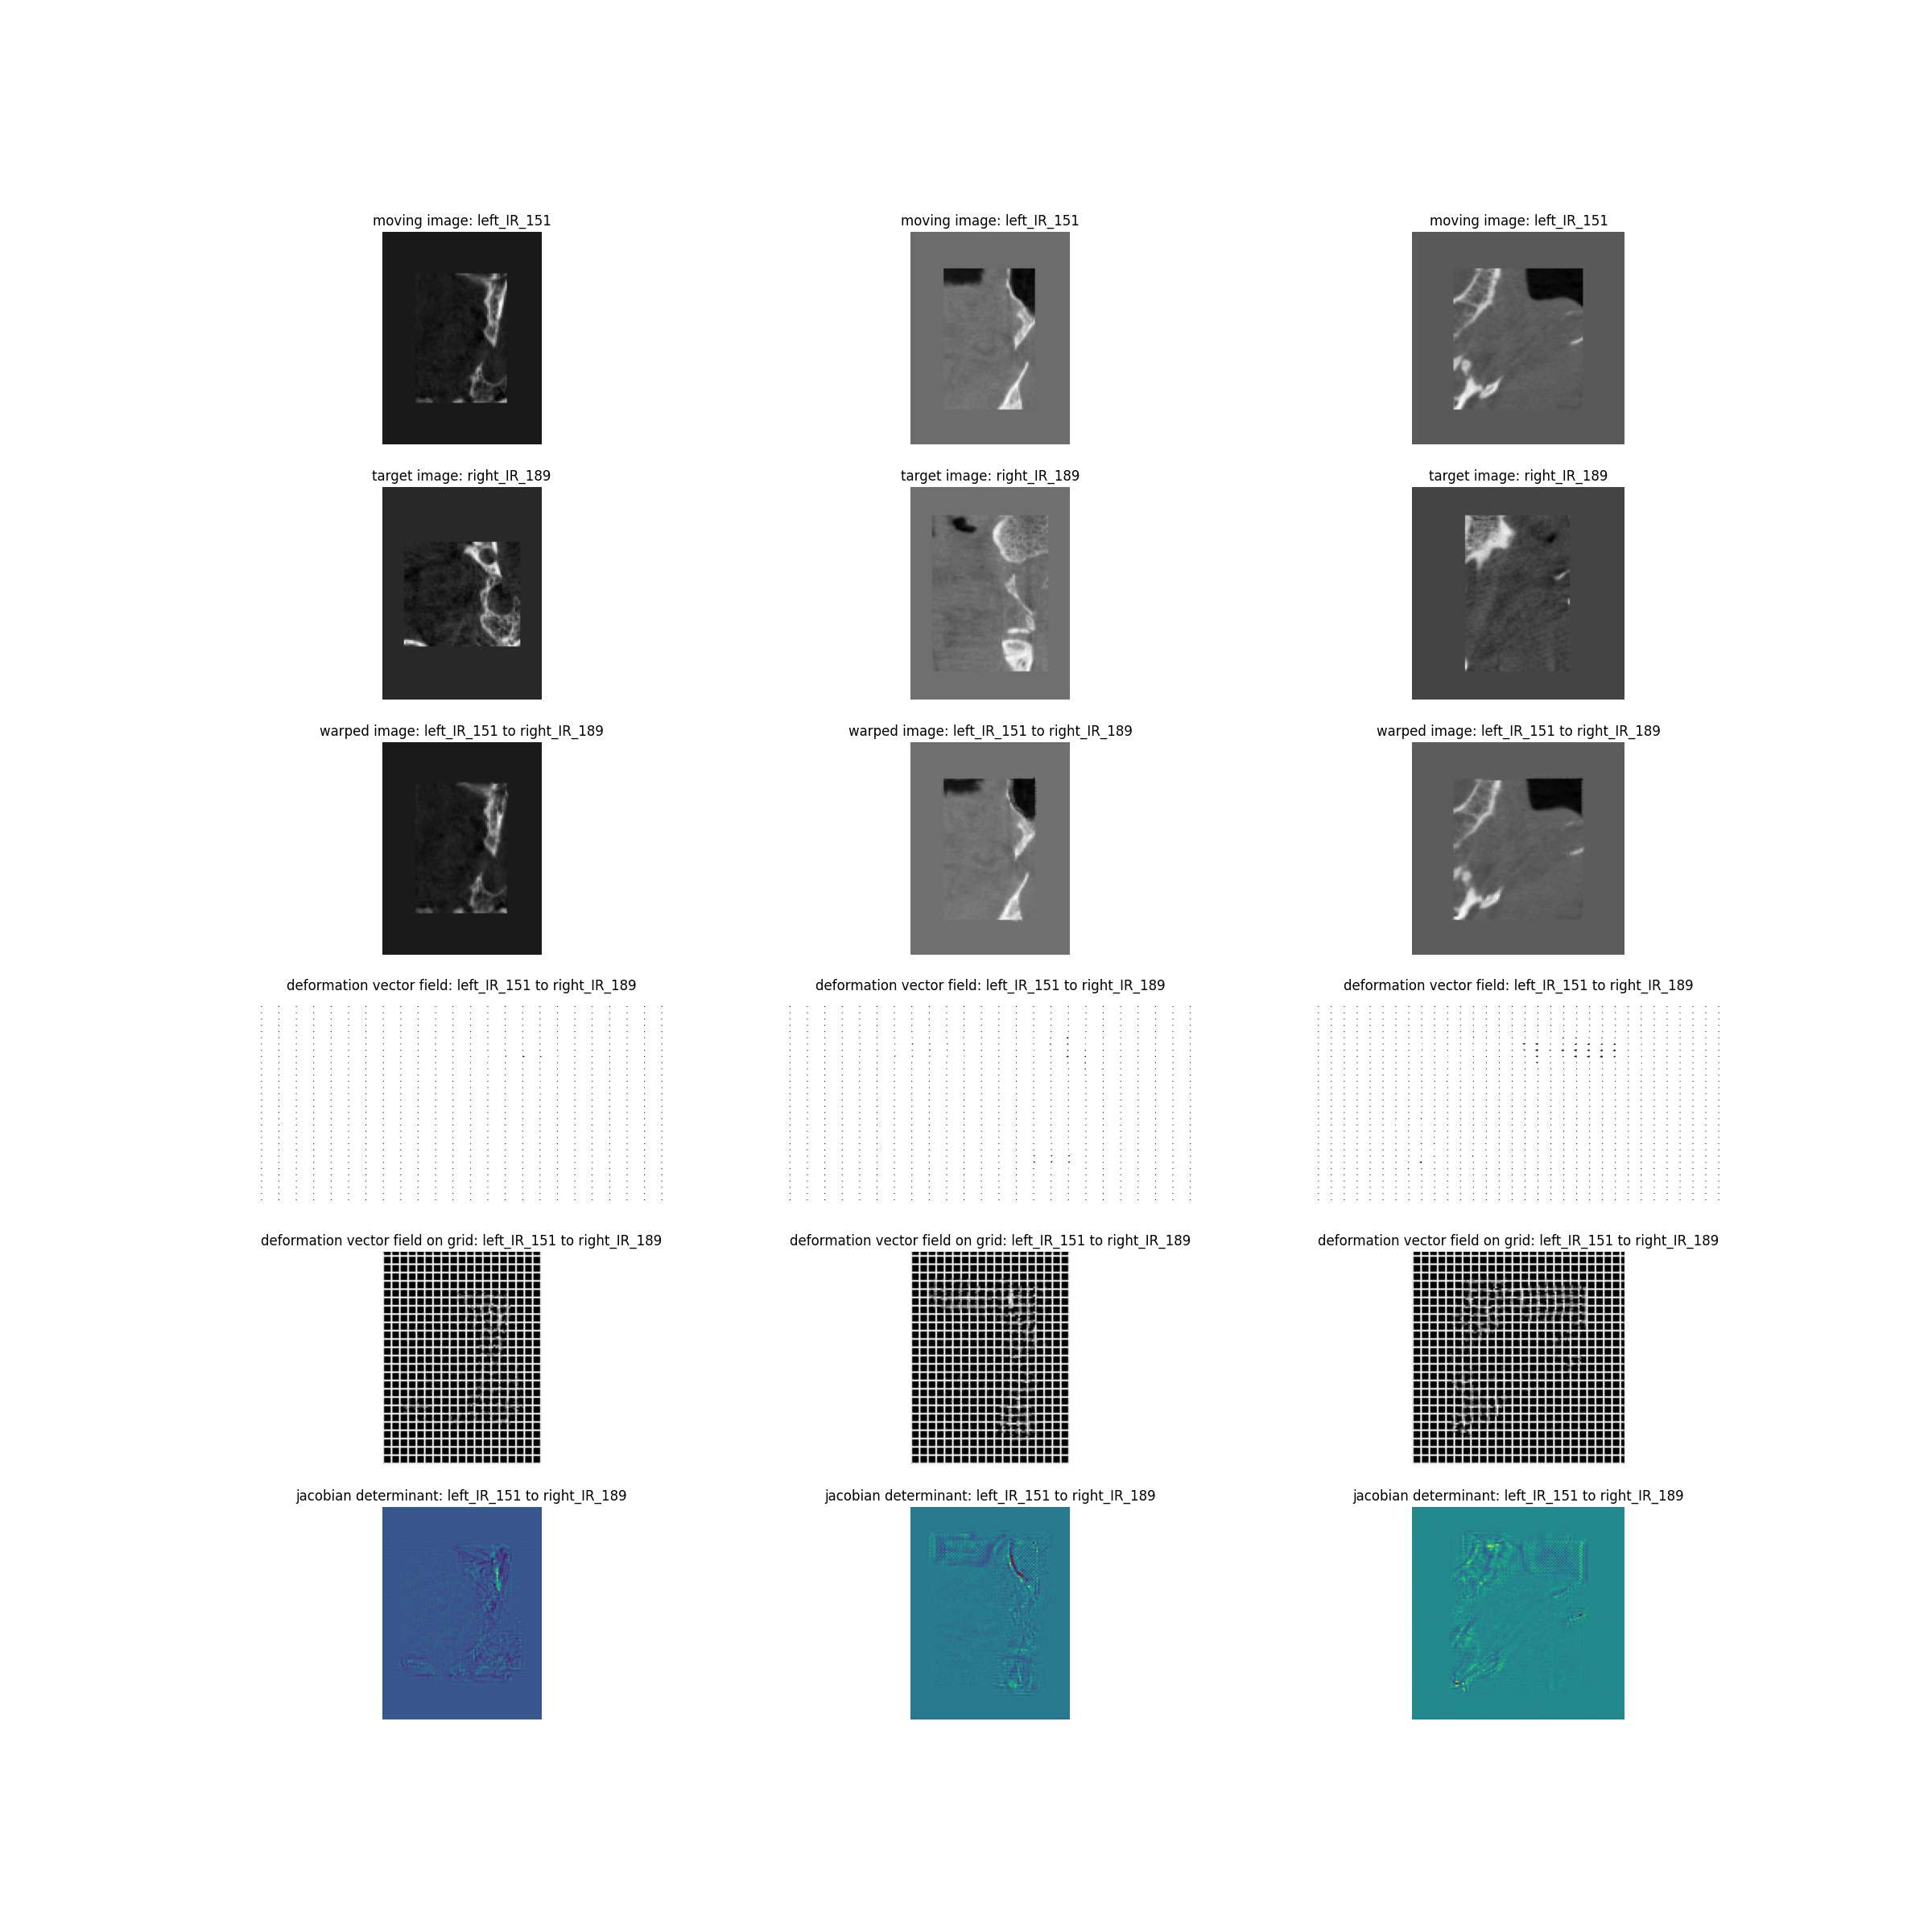 moving image: left_IR_151 moving image: left_IR_151 moving image: left_IR_151
target image: right_IR_189 target image: right_IR_189 target image: right_IR_189
warped image: left_IR_151 to right_IR_189 warped image: left_IR_151 to right_IR_189 warped image: left_IR_151 to right_IR_189
deformation vector field: left_IR_151 to right_IR_189 deformation vector field: left_IR_151 to right_IR_189 deformation vector field: left_IR_151 to right_IR_189
deformation vector field on grid: left_IR_151 to right_IR_189 deformation vector field on grid: left_IR_151 to right_IR_189 deformation vector field on grid: left_IR_151 to right_IR_189
jacobian determinant: left_IR_151 to right_IR_189 jacobian determinant: left_IR_151 to right_IR_189 jacobian determinant: left_IR_151 to right_IR_189